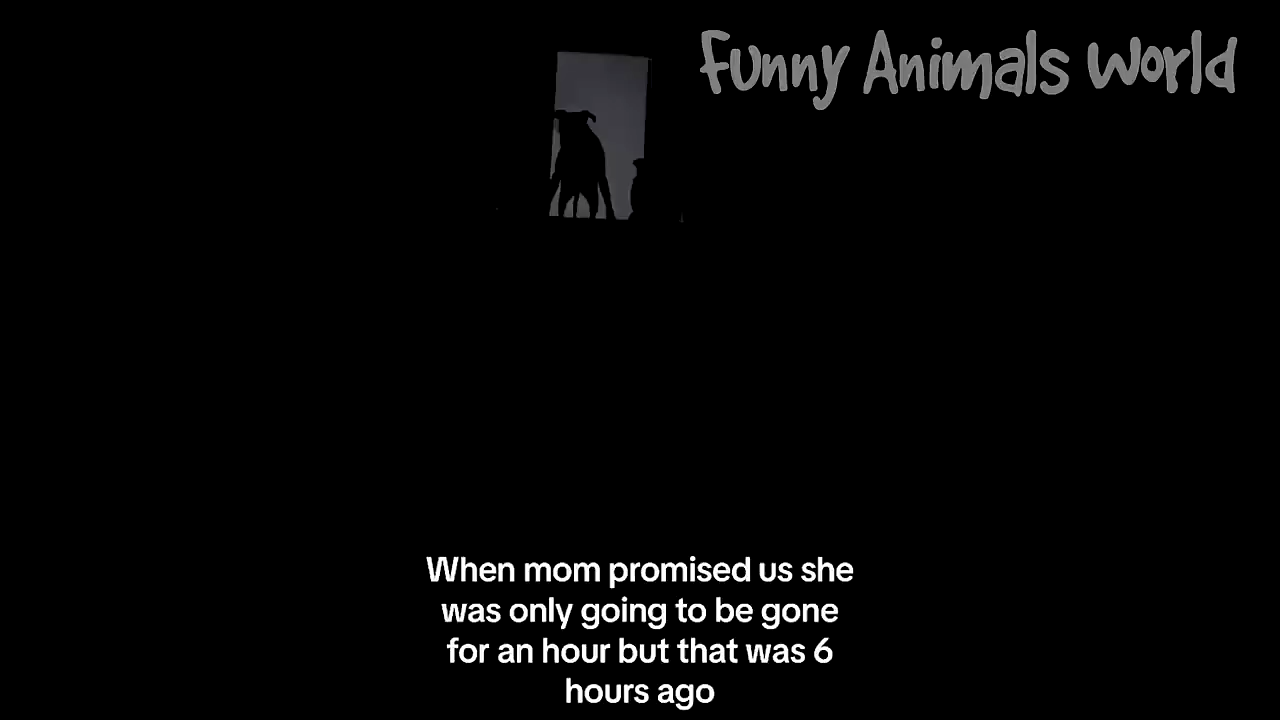 Funny Animals World
When mom promised us she
was only going to be gone
for an hour but that was 6
hours ago